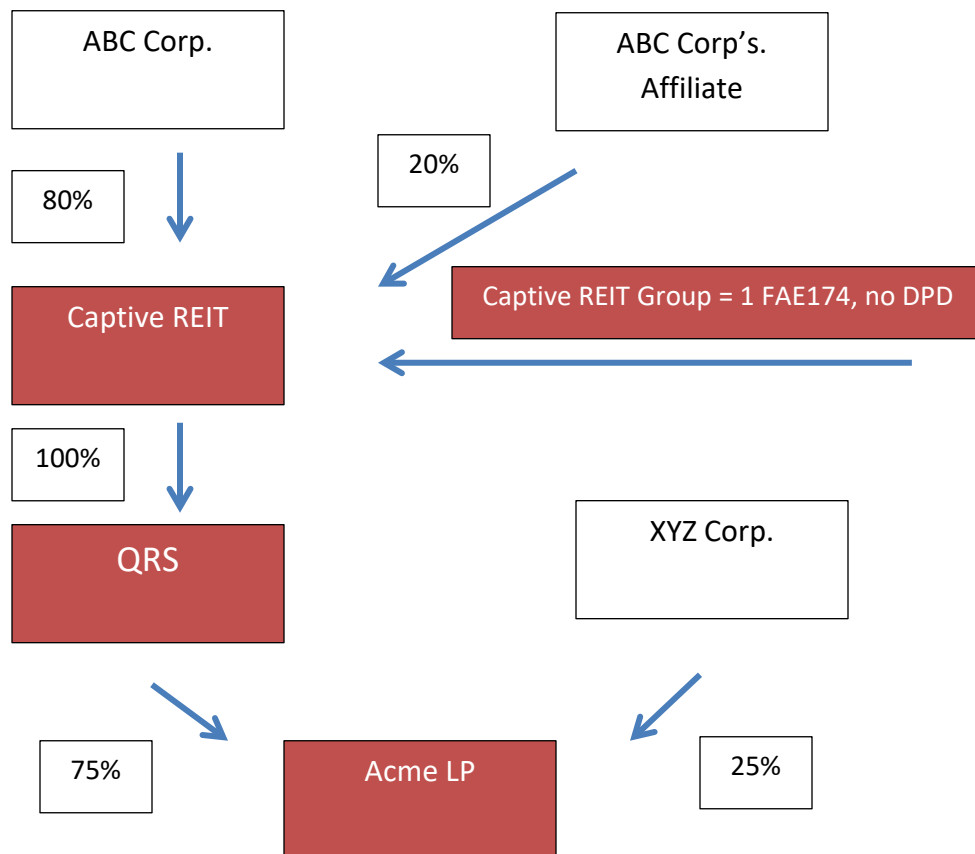 ABC Corp.
ABC Corp’s.
Affiliate
80%
20%
Captive REIT
Captive REIT Group = 1 FAE174, no DPD
100%
QRS
XYZ Corp.
75%
Acme LP
25%